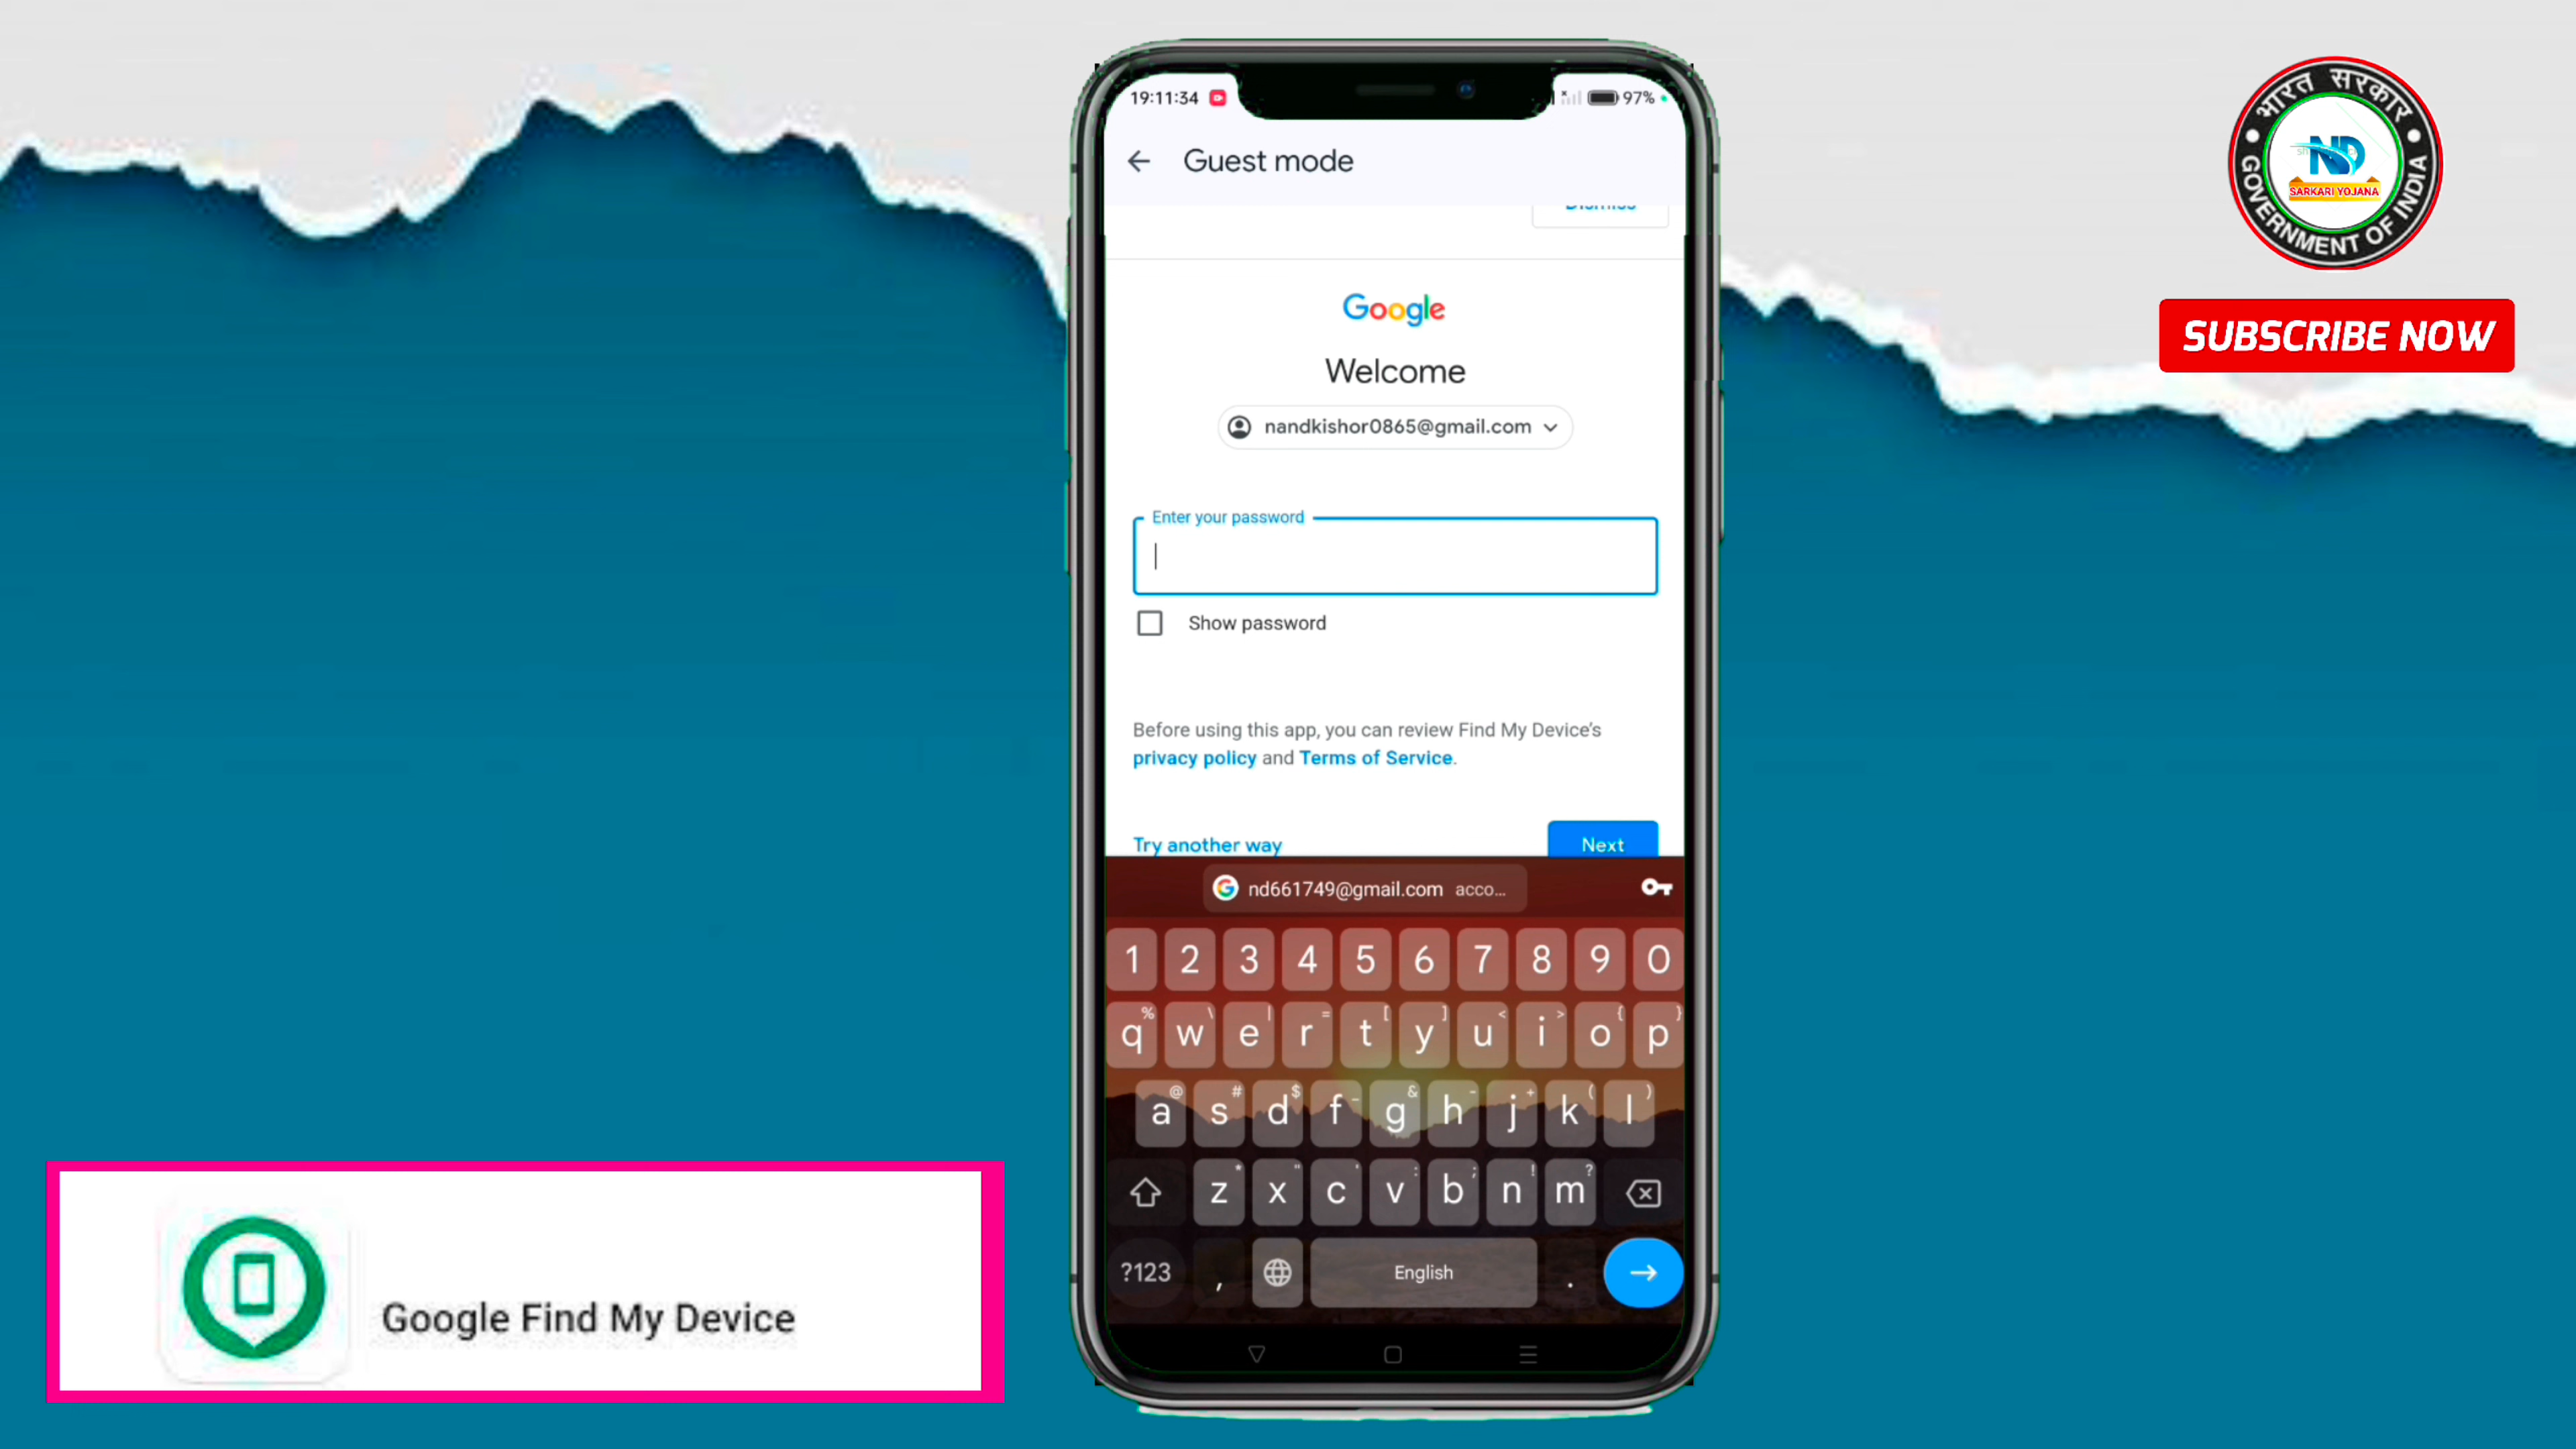 19:11:34
97%
Guest mode
Google
Welcome
nandkishor0865@gmail.com
Enter your password
Show password
Before using this app, you can review Find My Device's
privacy policy and Terms of Service.
Try another way
Next
nd661749@gmail.com acco...
1 2 3 4 5 6 7 8 9 0
q w e r t y u i o p
a s d f g h j k l
z x c v b n m
?123 , English .
भारत सरकार
ND
SARKARI YOJANA
GOVERNMENT OF INDIA
SUBSCRIBE NOW
Google Find My Device